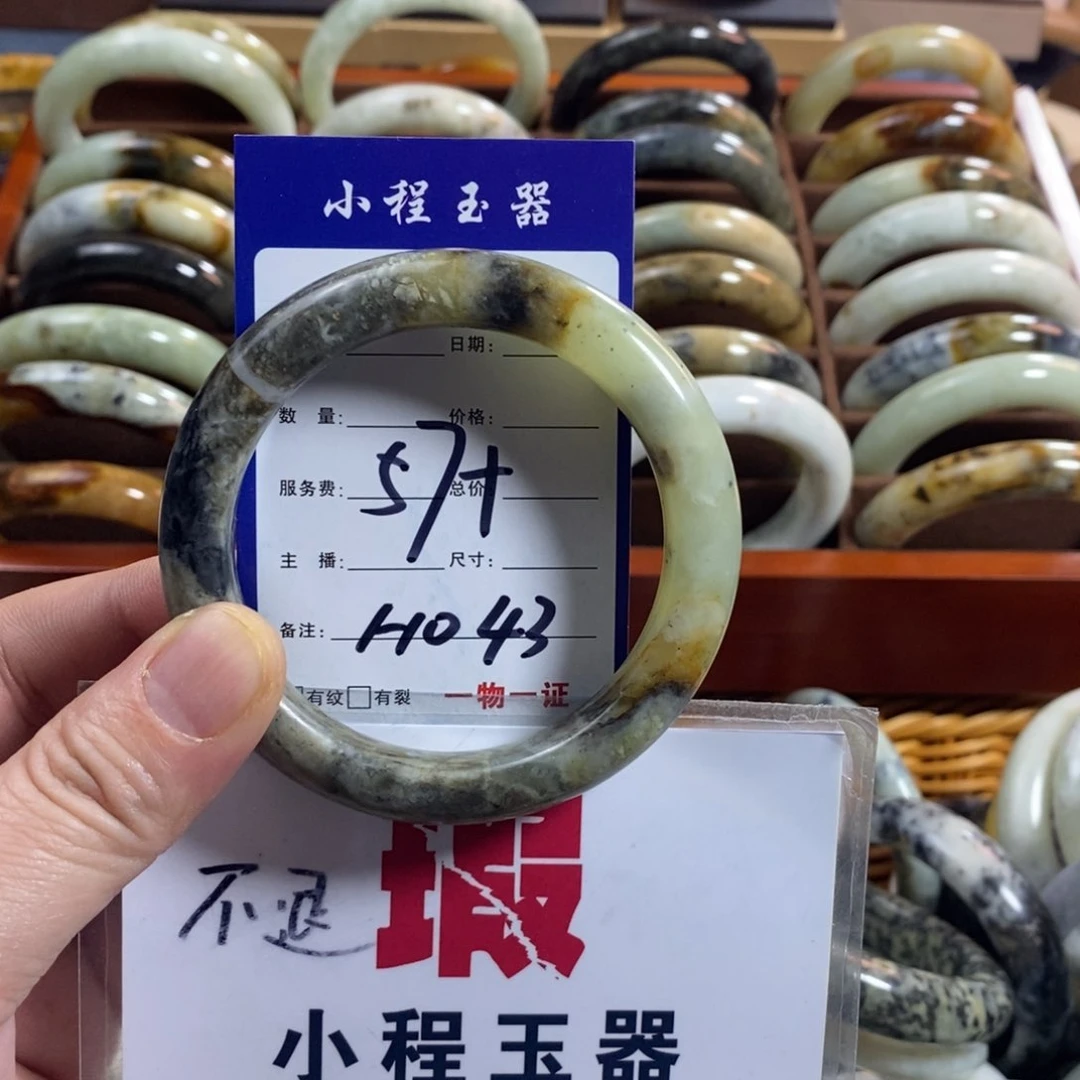 小程玉器
日期:
数 量: 价格:
57+
服务费: 总价
主 播: 尺寸:
备注: H043
有纹 有裂 一物一证
不退 瑕
小程玉器